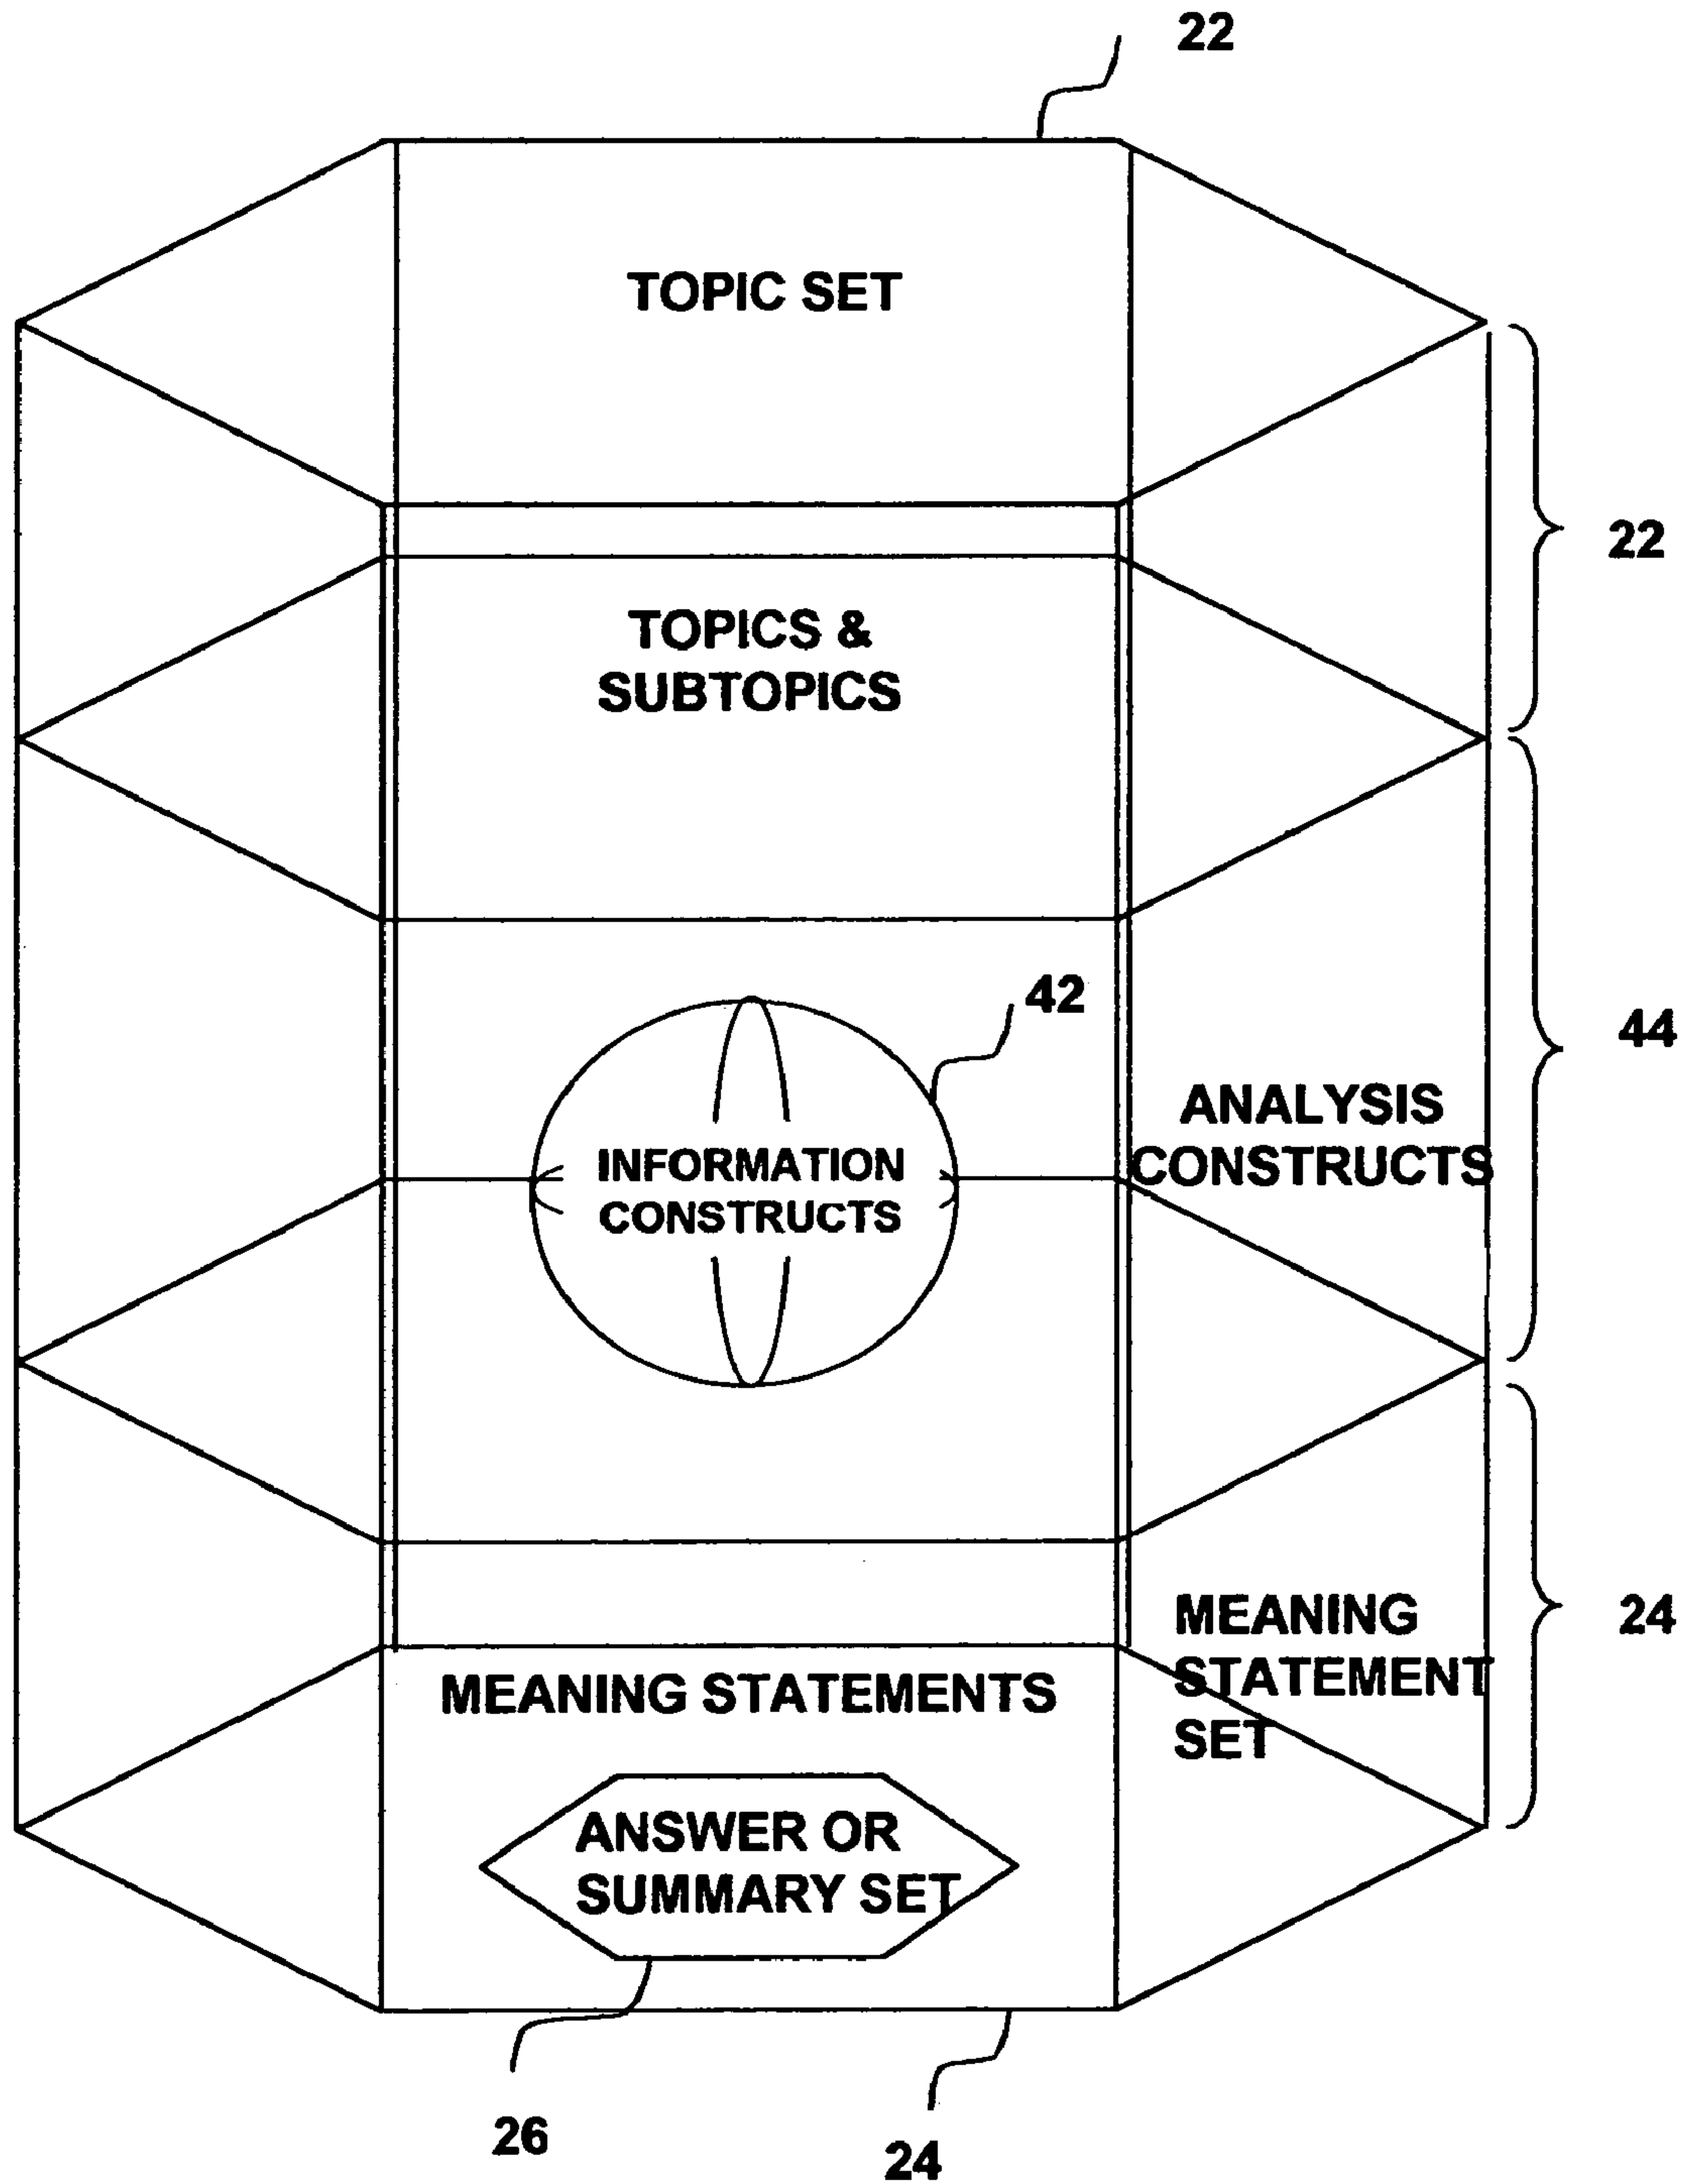 22
TOPIC SET
22
TOPICS &
SUBTOPICS
42
44
ANALYSIS
CONSTRUCTS
INFORMATION
CONSTRUCTS
MEANING
STATEMENT
SET
24
MEANING STATEMENTS
ANSWER OR
SUMMARY SET
26
24